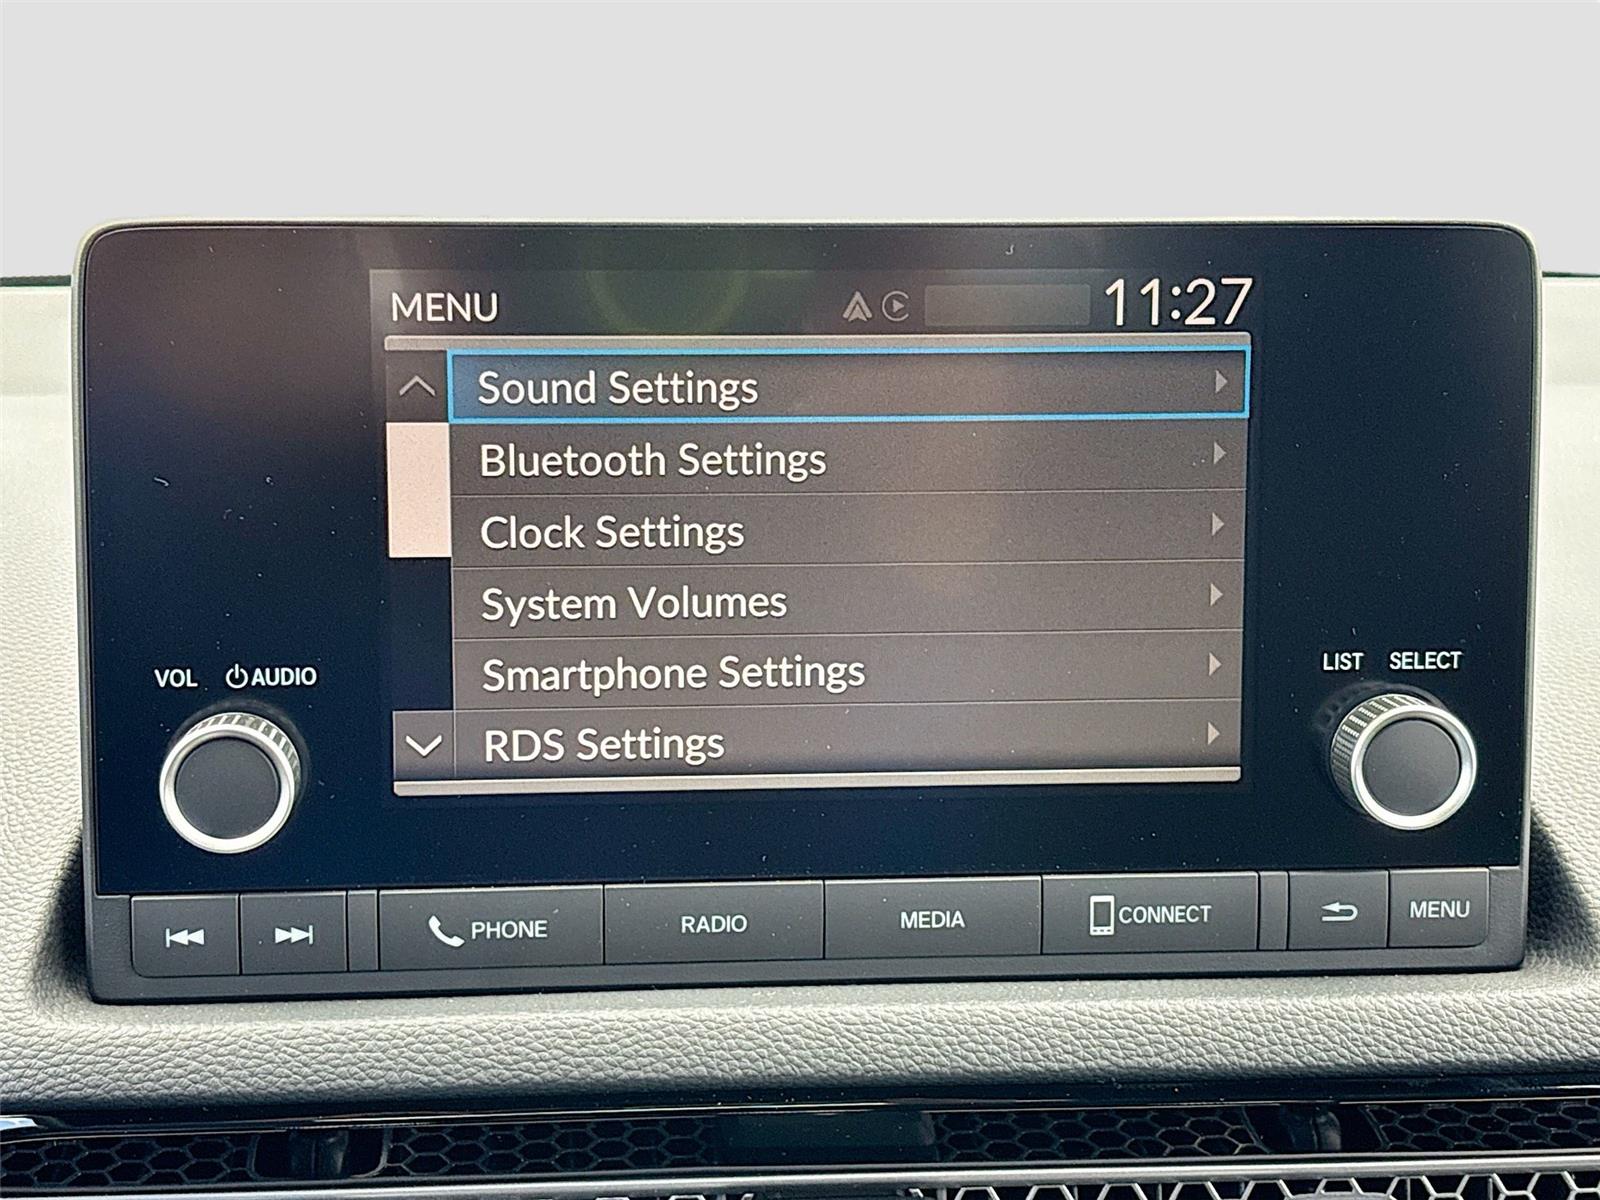 MENU 11:27
Sound Settings
Bluetooth Settings
Clock Settings
System Volumes
Smartphone Settings
RDS Settings
VOL AUDIO
LIST SELECT
PHONE RADIO MEDIA CONNECT MENU